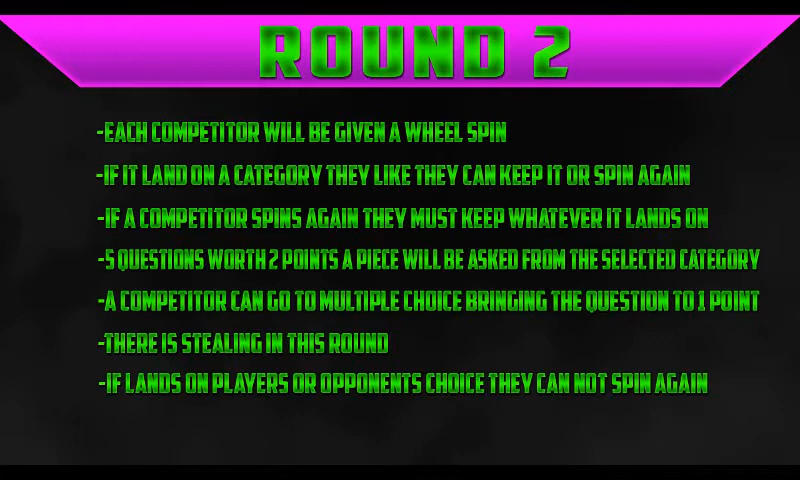 ROUND 2
-EACH COMPETITOR WILL BE GIVEN A WHEEL SPIN
-IF IT LAND ON A CATEGORY THEY LIKE THEY CAN KEEP IT OR SPIN AGAIN
-IF A COMPETITOR SPINS AGAIN THEY MUST KEEP WHATEVER IT LANDS ON
-5 QUESTIONS WORTH 2 POINTS A PIECE WILL BE ASKED FROM THE SELECTED CATEGORY
-A COMPETITOR CAN GO TO MULTIPLE CHOICE BRINGING THE QUESTION TO 1 POINT
-THERE IS STEALING IN THIS ROUND
-IF LANDS ON PLAYERS OR OPPONENTS CHOICE THEY CAN NOT SPIN AGAIN